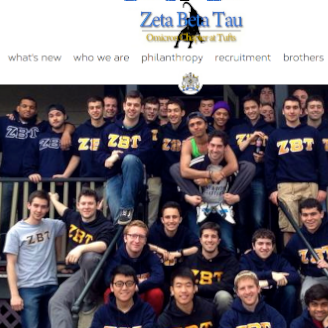 Zeta Beta Tau
Omicron Chapter at Tufts
what's new who we are philanthropy recruitment brothers
ZBT
ZBT
ZBT
ZBT
ZBT
ZBT
ZBT
ZBT
ZBT